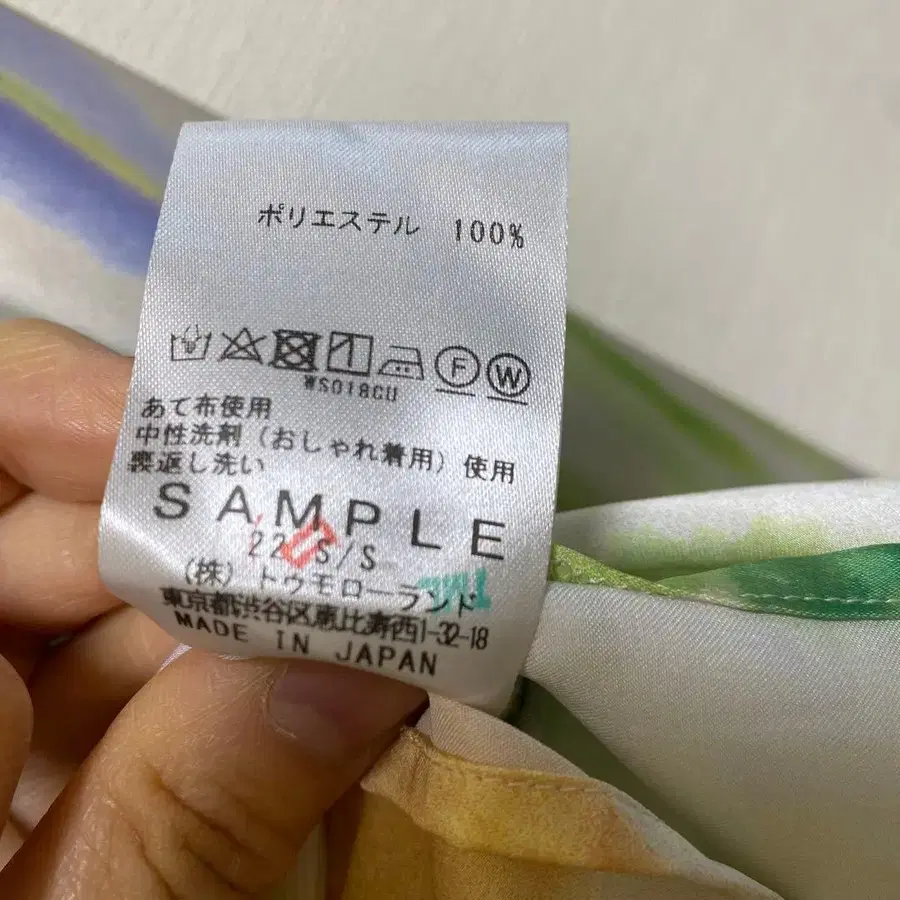 ポリエステル 100%
F W
WS018CU
あて布使用
中性洗剤(おしゃれ着用)使用
裏返し洗い
SAMPLE
22 S/S
(株)トゥモローランド
東京都渋谷区恵比寿西1-32-18
MADE IN JAPAN